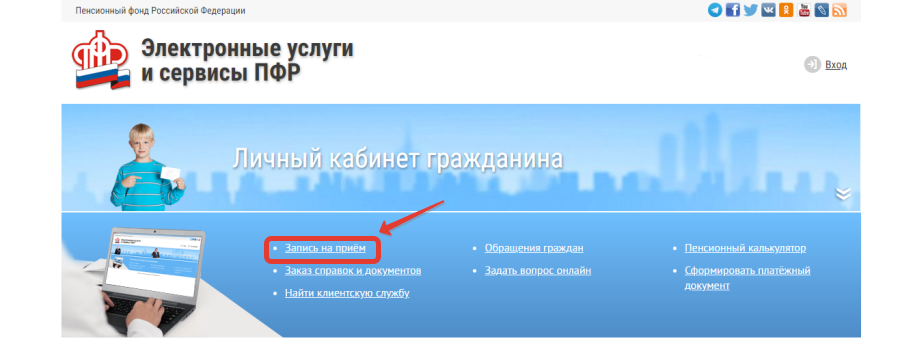 Пенсионный фонд Российской Федерации
Электронные услуги
и сервисы ПФР
Вход
Личный кабинет гражданина
Запись на приём
Заказ справок и документов
Найти клиентскую службу
Обращения граждан
Задать вопрос онлайн
Пенсионный калькулятор
Сформировать платёжный
документ